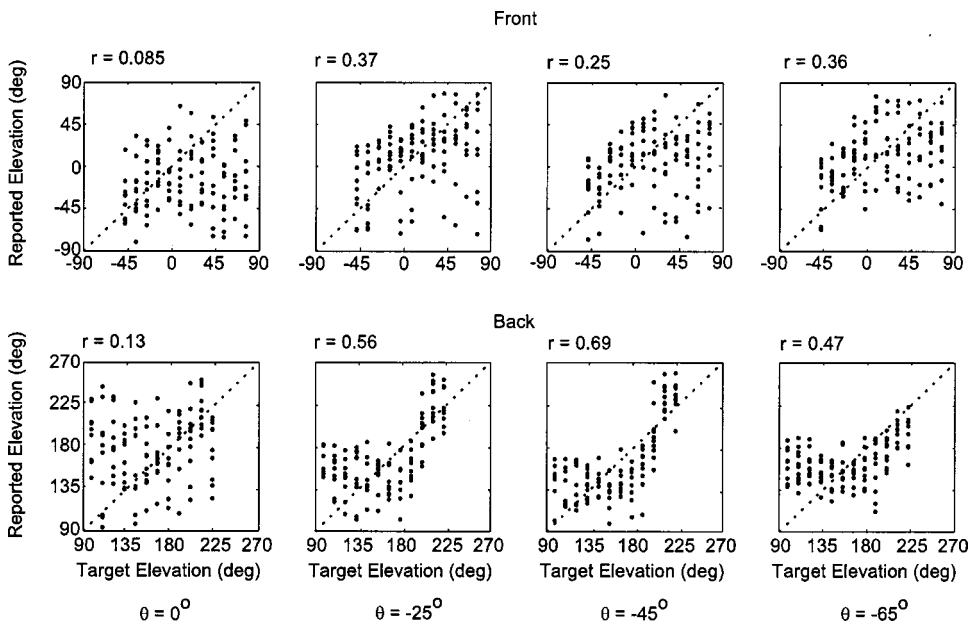 Front
r = 0.085
r = 0.37
r = 0.25
r = 0.36
Reported Elevation (deg)
90
45
0
-45
-90
-90 -45 0 45 90
-90 -45 0 45 90
-90 -45 0 45 90
-90 -45 0 45 90
Back
r = 0.13
r = 0.56
r = 0.69
r = 0.47
Reported Elevation (deg)
270
225
180
135
90
90 135 180 225 270
90 135 180 225 270
90 135 180 225 270
90 135 180 225 270
Target Elevation (deg)
Target Elevation (deg)
Target Elevation (deg)
Target Elevation (deg)
θ = 0°
θ = -25°
θ = -45°
θ = -65°